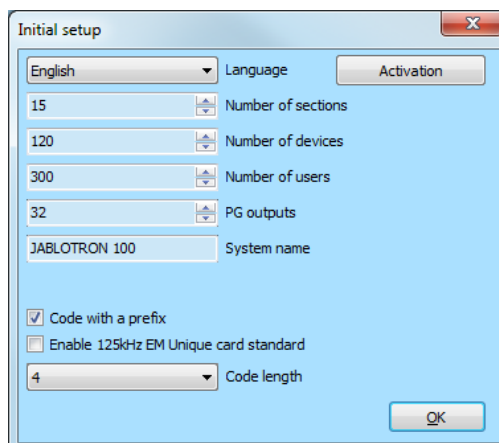 Initial setup
English Language Activation
15 Number of sections
120 Number of devices
300 Number of users
32 PG outputs
JABLOTRON 100 System name
Code with a prefix
Enable 125kHz EM Unique card standard
4 Code length
OK